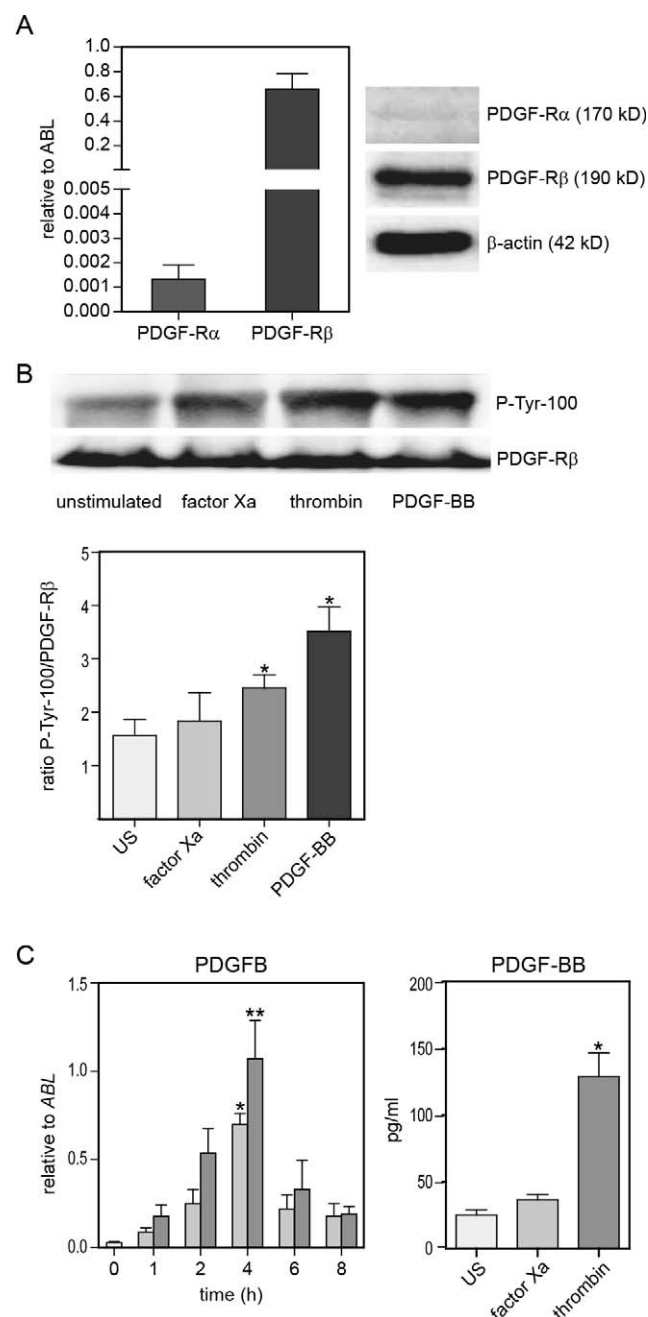 A
relative to ABL
1.0
0.8
0.6
0.4
0.2
0.005
0.004
0.003
0.002
0.001
0.000
PDGF-Rα
PDGF-Rβ
PDGF-Rα (170 kD)
PDGF-Rβ (190 kD)
β-actin (42 kD)
B
P-Tyr-100
PDGF-Rβ
unstimulated factor Xa thrombin PDGF-BB
ratio P-Tyr-100/PDGF-Rβ
5
4
3
2
1
*
*
US
factor Xa
thrombin
PDGF-BB
C
PDGFB
relative to ABL
1.5
1.0
0.5
0.0
*
**
0 1 2 4 6 8
time (h)
PDGF-BB
pg/ml
200
150
100
50
0
*
US
factor Xa
thrombin